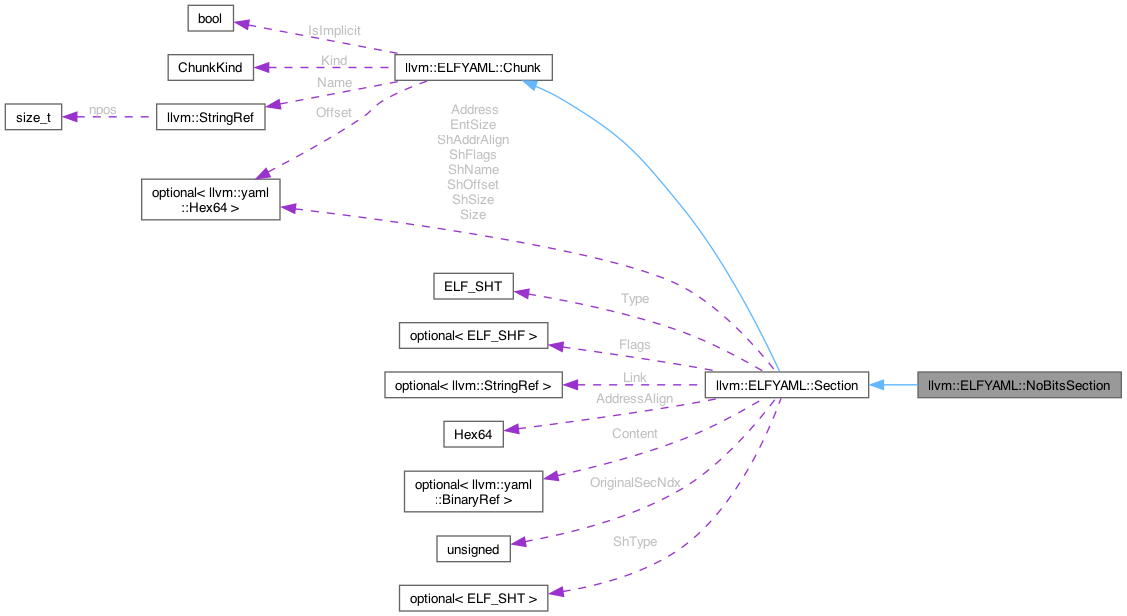 bool
IsImplicit
ChunkKind
Kind
llvm::ELFYAML::Chunk
Name
size_t
npos
llvm::StringRef
Offset
Address
EntSize
ShAddrAlign
ShFlags
ShName
ShOffset
ShSize
Size
optional< llvm::yaml
::Hex64 >
ELF_SHT
Type
optional< ELF_SHF >
Flags
optional< llvm::StringRef >
Link
llvm::ELFYAML::Section
llvm::ELFYAML::NoBitsSection
AddressAlign
Hex64
Content
optional< llvm::yaml
::BinaryRef >
OriginalSecNdx
unsigned
ShType
optional< ELF_SHT >